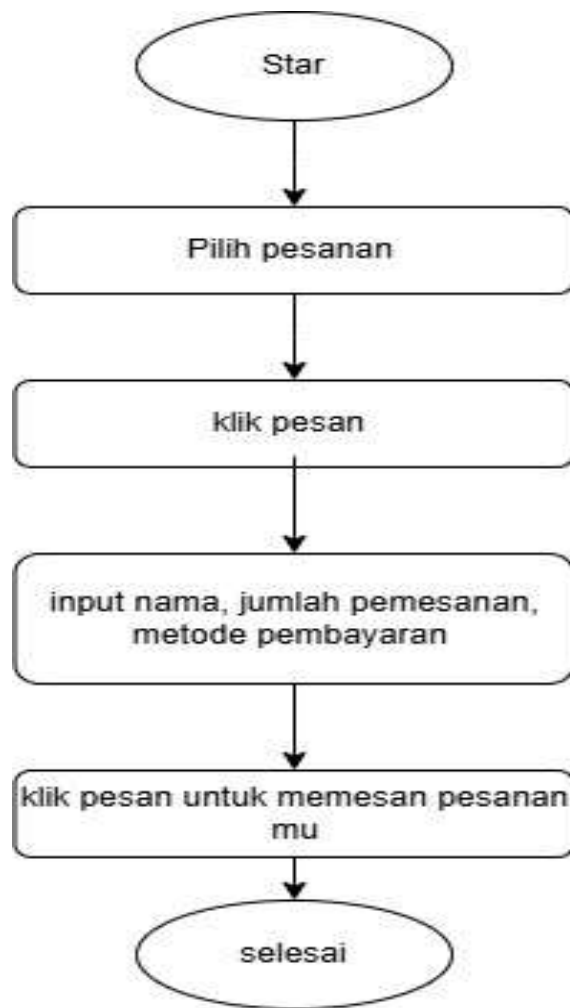 Star
Pilih pesanan
klik pesan
input nama, jumlah pemesanan,
metode pembayaran
klik pesan untuk memesan pesanan
mu
selesai